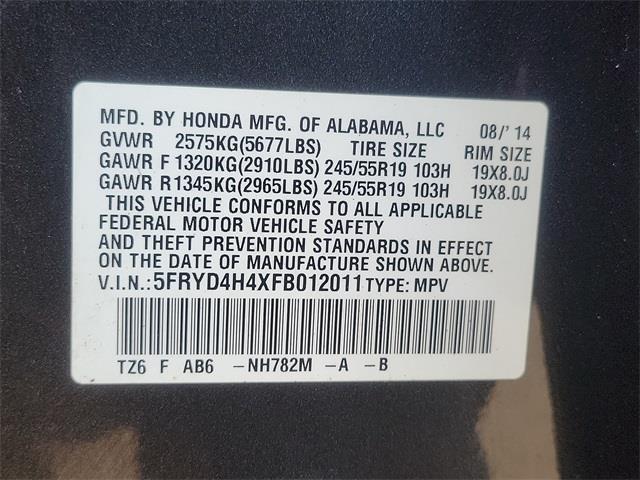 MFD. BY HONDA MFG. OF ALABAMA, LLC 08/'14
GVWR 2575KG(5677LBS) TIRE SIZE RIM SIZE
GAWR F 1320KG(2910LBS) 245/55R19 103H 19X8.0J
GAWR R1345KG(2965LBS) 245/55R19 103H 19X8.0J
THIS VEHICLE CONFORMS TO ALL APPLICABLE
FEDERAL MOTOR VEHICLE SAFETY
AND THEFT PREVENTION STANDARDS IN EFFECT
ON THE DATE OF MANUFACTURE SHOWN ABOVE.
V.I.N.:5FRYD4H4XFB012011 TYPE: MPV
TZ6 F AB6 -NH782M -A -B